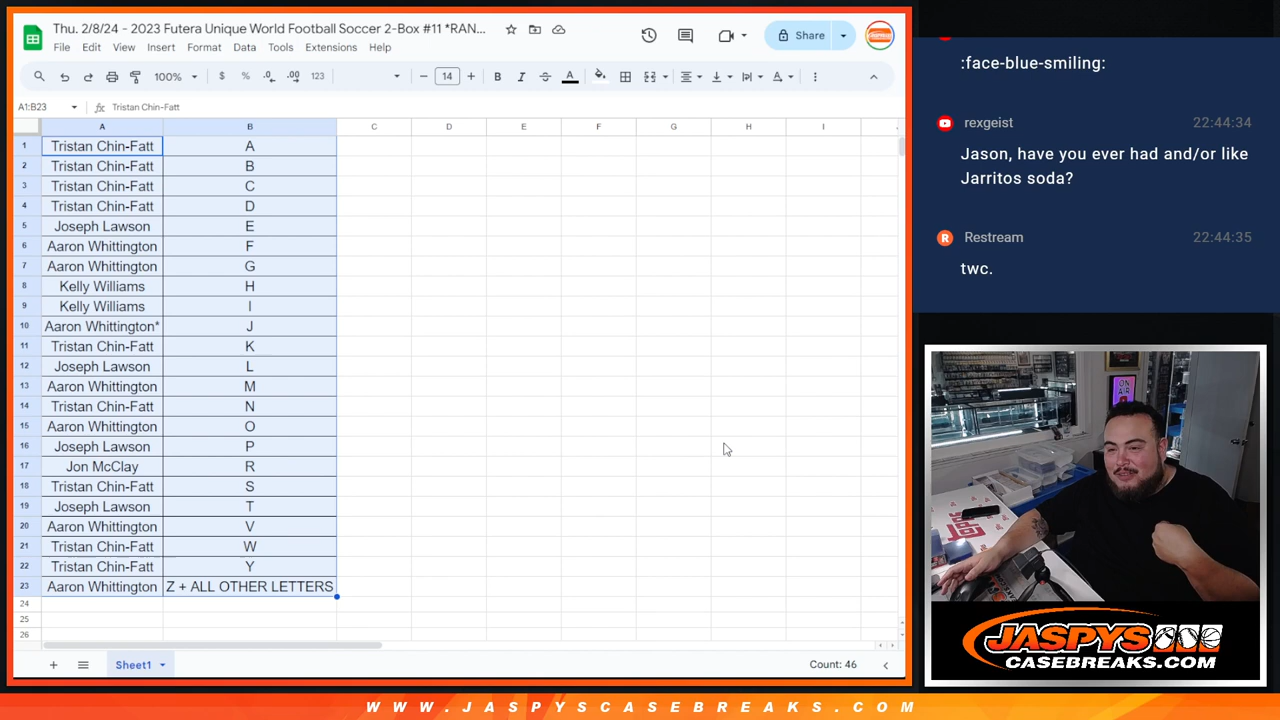 Thu. 2/8/24 - 2023 Futera Unique World Football Soccer 2-Box #11 *RAN...
File Edit View Insert Format Data Tools Extensions Help
Share
100% $ % .0 .00 123 14
A1:B23 fx Tristan Chin-Fatt
A B C D E F G H I
1 Tristan Chin-Fatt A
2 Tristan Chin-Fatt B
3 Tristan Chin-Fatt C
4 Tristan Chin-Fatt D
5 Joseph Lawson E
6 Aaron Whittington F
7 Aaron Whittington G
8 Kelly Williams H
9 Kelly Williams I
10 Aaron Whittington* J
11 Tristan Chin-Fatt K
12 Joseph Lawson L
13 Aaron Whittington M
14 Tristan Chin-Fatt N
15 Aaron Whittington O
16 Joseph Lawson P
17 Jon McClay R
18 Tristan Chin-Fatt S
19 Joseph Lawson T
20 Aaron Whittington V
21 Tristan Chin-Fatt W
22 Tristan Chin-Fatt Y
23 Aaron Whittington Z + ALL OTHER LETTERS
24
25
26
Sheet1
Count: 46
:face-blue-smiling:
rexgeist 22:44:34
Jason, have you ever had and/or like
Jarritos soda?
Restream 22:44:35
twc.
ON
AIR
JASPYS
CASEBREAKS.COM
WWW.JASPYSCASEBREAKS.COM